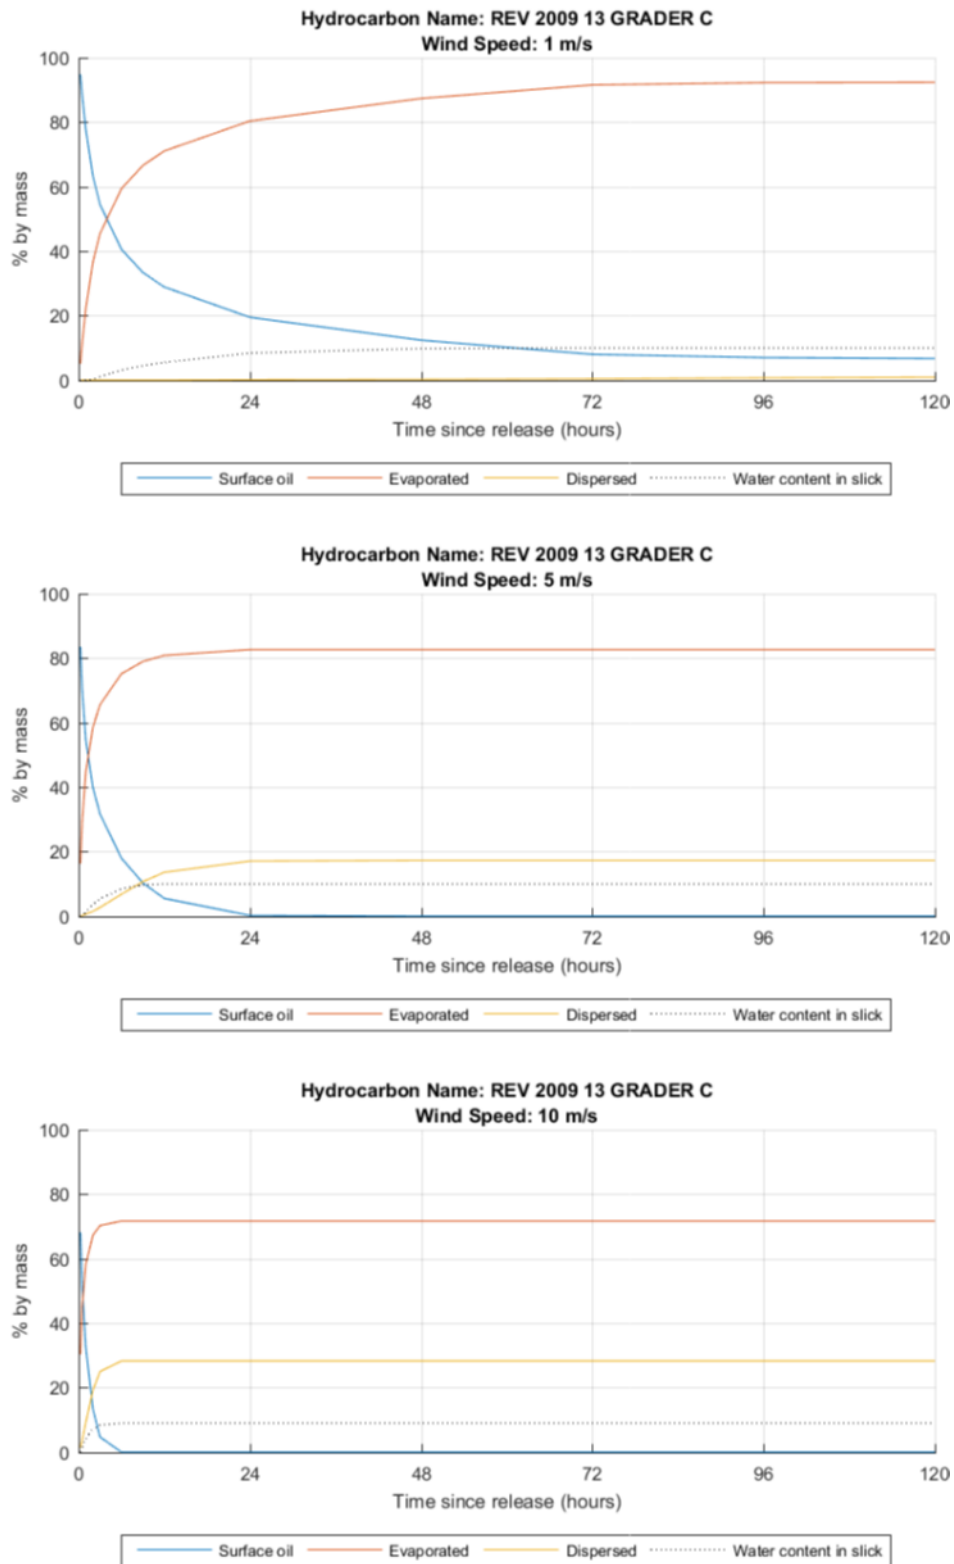 Hydrocarbon Name: REV 2009 13 GRADER C
Wind Speed: 1 m/s
100
80
60
40
20
0
% by mass
0 24 48 72 96 120
Time since release (hours)
Surface oil Evaporated Dispersed Water content in slick
Hydrocarbon Name: REV 2009 13 GRADER C
Wind Speed: 5 m/s
100
80
60
40
20
0
% by mass
0 24 48 72 96 120
Time since release (hours)
Surface oil Evaporated Dispersed Water content in slick
Hydrocarbon Name: REV 2009 13 GRADER C
Wind Speed: 10 m/s
100
80
60
40
20
0
% by mass
0 24 48 72 96 120
Time since release (hours)
Surface oil Evaporated Dispersed Water content in slick